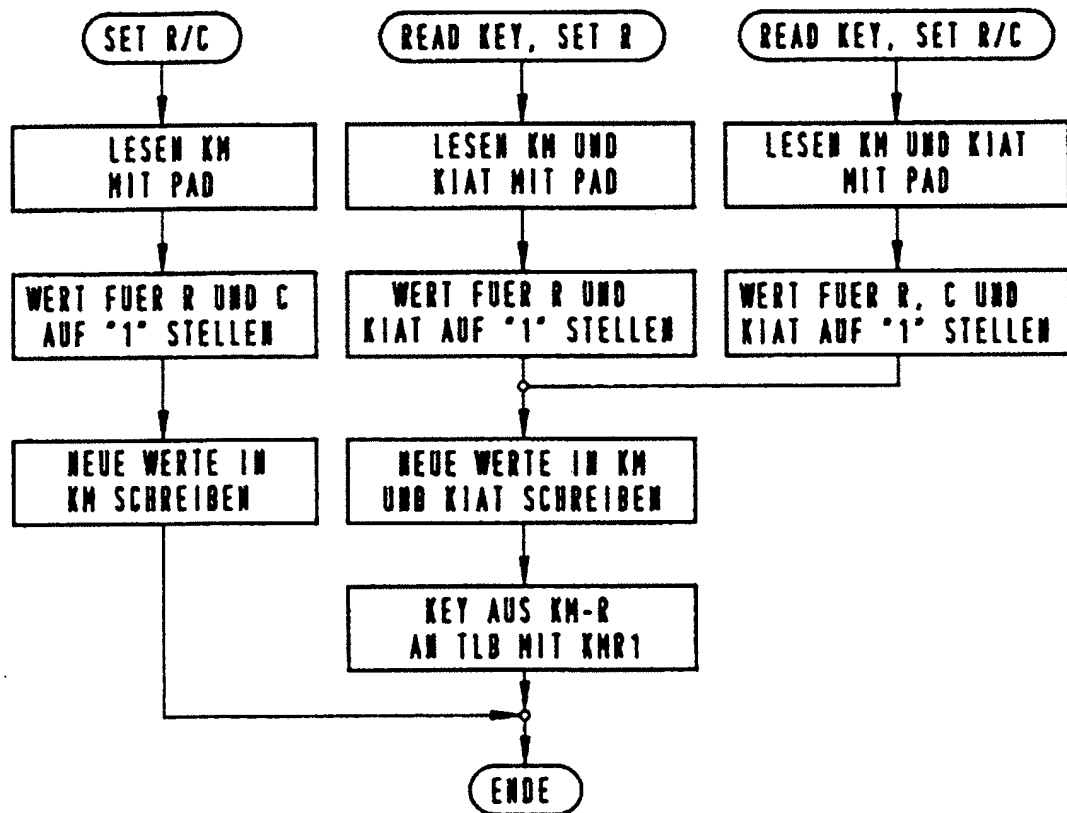 SET R/C
READ KEY, SET R
READ KEY, SET R/C
LESEN KM
MIT PAD
LESEN KM UND
KIAT MIT PAD
LESEN KM UND KIAT
MIT PAD
WERT FUER R UND C
AUF "1" STELLEN
WERT FUER R UND
KIAT AUF "1" STELLEN
WERT FUER R, C UND
KIAT AUF "1" STELLEN
NEUE WERTE IN
KM SCHREIBEN
NEUE WERTE IN KM
UND KIAT SCHREIBEN
KEY AUS KM-R
AN TLB MIT KMR1
ENDE